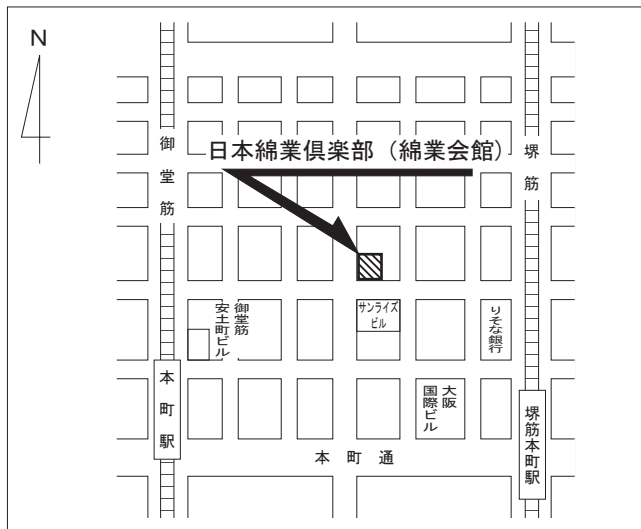 N
日本綿業倶楽部（綿業会館）
御堂筋
堺筋
サンライズ
ビル
御堂筋
安土町ビル
りそな銀行
本町駅
大阪
国際ビル
堺筋本町駅
本町通